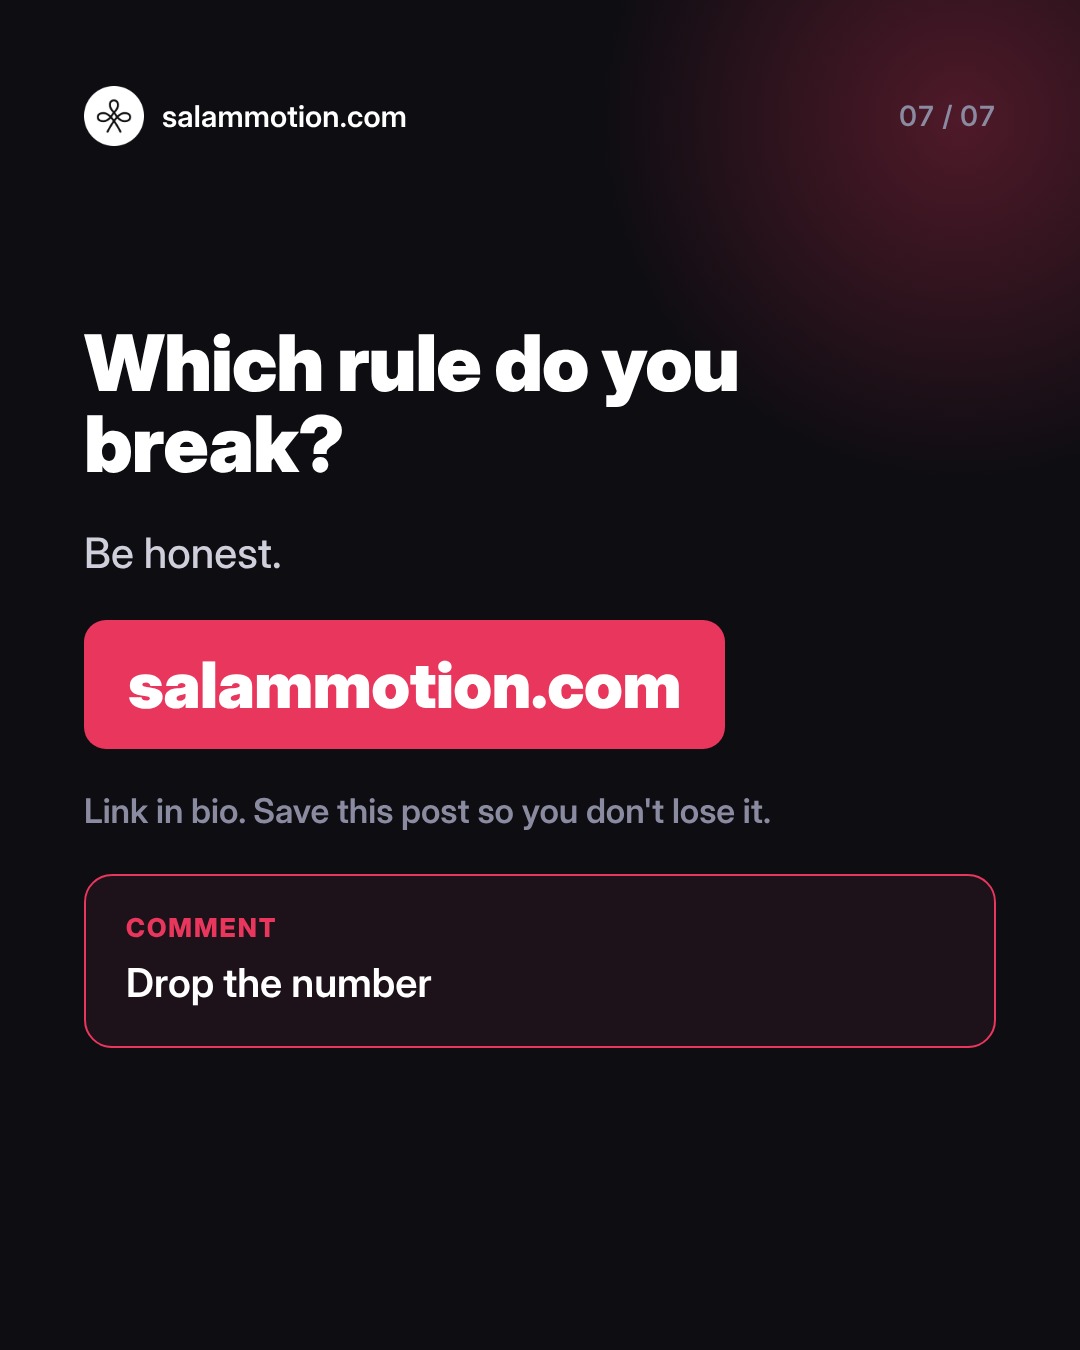 salammotion.com
07 / 07
Which rule do you
break?
Be honest.
salammotion.com
Link in bio. Save this post so you don't lose it.
COMMENT
Drop the number